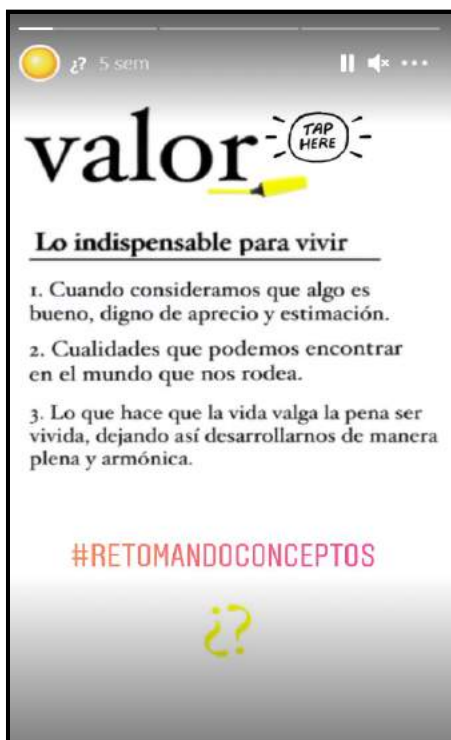 ¿? 5 sem
valor
TAP
HERE
Lo indispensable para vivir
1. Cuando consideramos que algo es
bueno, digno de aprecio y estimación.
2. Cualidades que podemos encontrar
en el mundo que nos rodea.
3. Lo que hace que la vida valga la pena ser
vivida, dejando así desarrollarnos de manera
plena y armónica.
#RETOMANDOCONCEPTOS
¿?